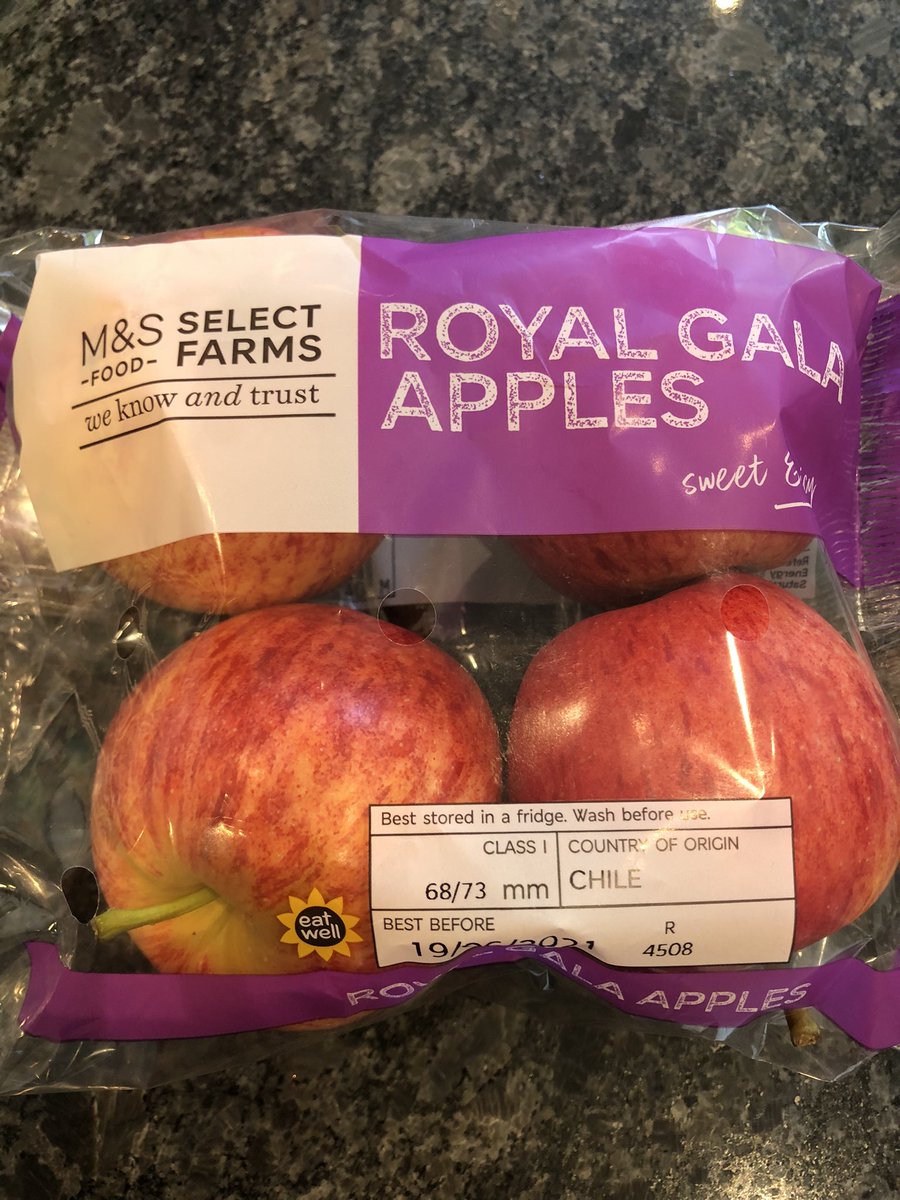 M&S
-FOOD-
SELECT
FARMS
we know and trust
ROYAL GALA
APPLES
sweet &
Energy
Best stored in a fridge. Wash before use.
CLASS I
68/73 mm
COUNTRY OF ORIGIN
CHILE
BEST BEFORE
R
4508
eat
well
ROYAL GALA APPLES